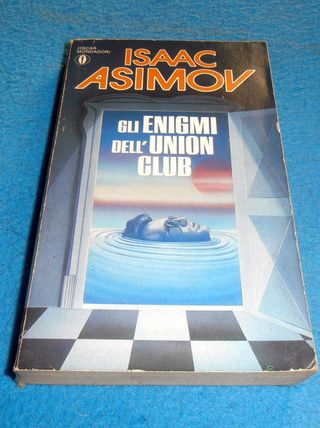 OSCAR
MONDADORI
ISAAC
ASIMOV
GLI ENIGMI
DELL'UNION
CLUB